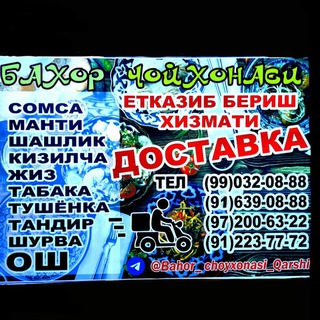 БАХОР ЧОЙХОНАСИ
СОМСА
МАНТИ
ШАШЛИК
КИЗИЛЧА
ЖИЗ
ТАБАКА
ТУШЁНКА
ТАНДИР
ШУРВА
ОШ
ЕТКАЗИБ БЕРИШ
ХИЗМАТИ
ДОСТАВКА
ТЕЛ (99)032-08-88
(91)639-08-88
(97)200-63-22
(91)223-77-72
@Bahor_choyxonasi_Qarshi